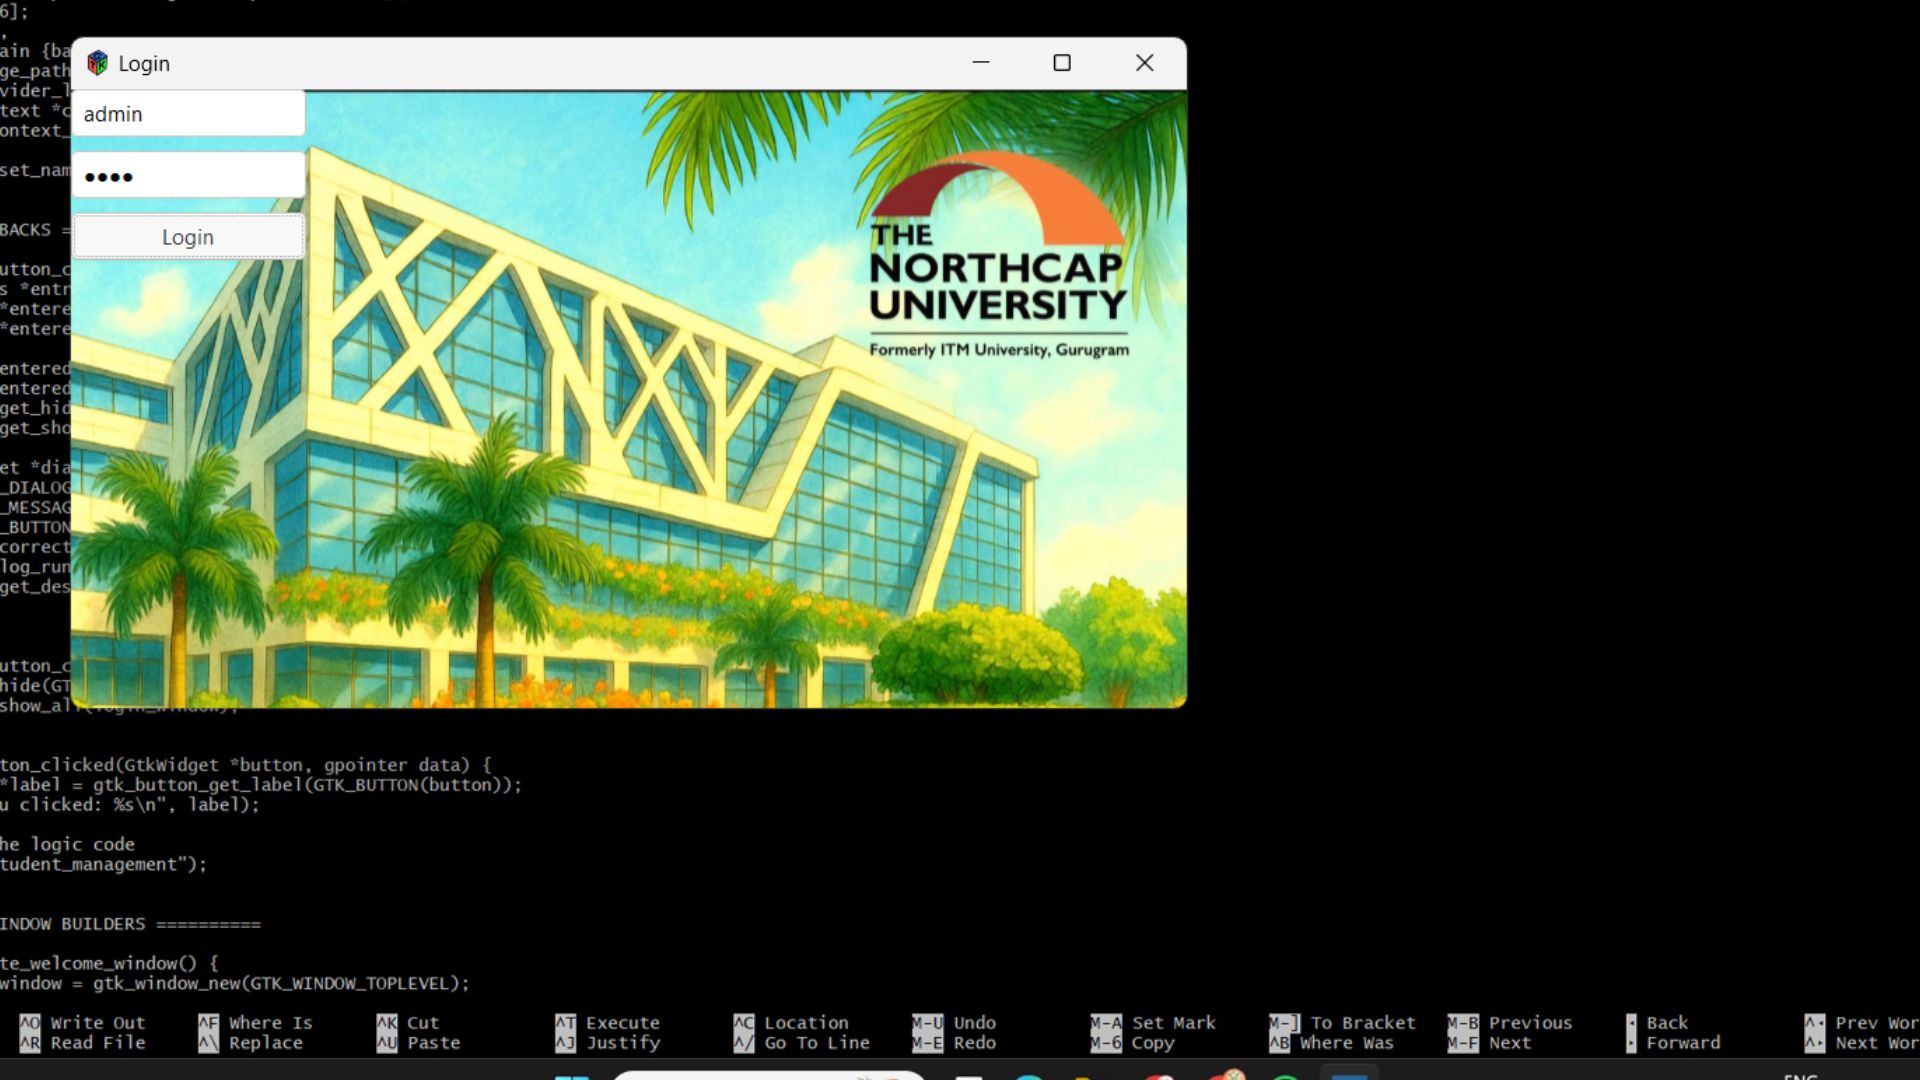 6];
,
ain {ba
ge_path
vider_l
text *c
ontext_
set_nam
BACKS =
utton_c
s *entr
*entere
*entere
entered
entered
get_hid
get_sho
et *dia
_DIALOG
_MESSAG
_BUTTON
correct
log_run
get_des
utton_c
hide(GT
show_all(login_window);
Login
admin
••••
Login
THE
NORTHCAP
UNIVERSITY
Formerly ITM University, Gurugram
ton_clicked(GtkWidget *button, gpointer data) {
*label = gtk_button_get_label(GTK_BUTTON(button));
u clicked: %s\n", label);
he logic code
tudent_management");
INDOW BUILDERS ==========
te_welcome_window() {
window = gtk_window_new(GTK_WINDOW_TOPLEVEL);
^O Write Out ^F Where Is ^K Cut ^T Execute ^C Location M-U Undo M-A Set Mark M-] To Bracket M-B Previous ◂ Back ^◂ Prev Wor
^R Read File ^\ Replace ^U Paste ^J Justify ^/ Go To Line M-E Redo M-6 Copy ^B Where Was M-F Next ▸ Forward ^▸ Next Wor
ENG